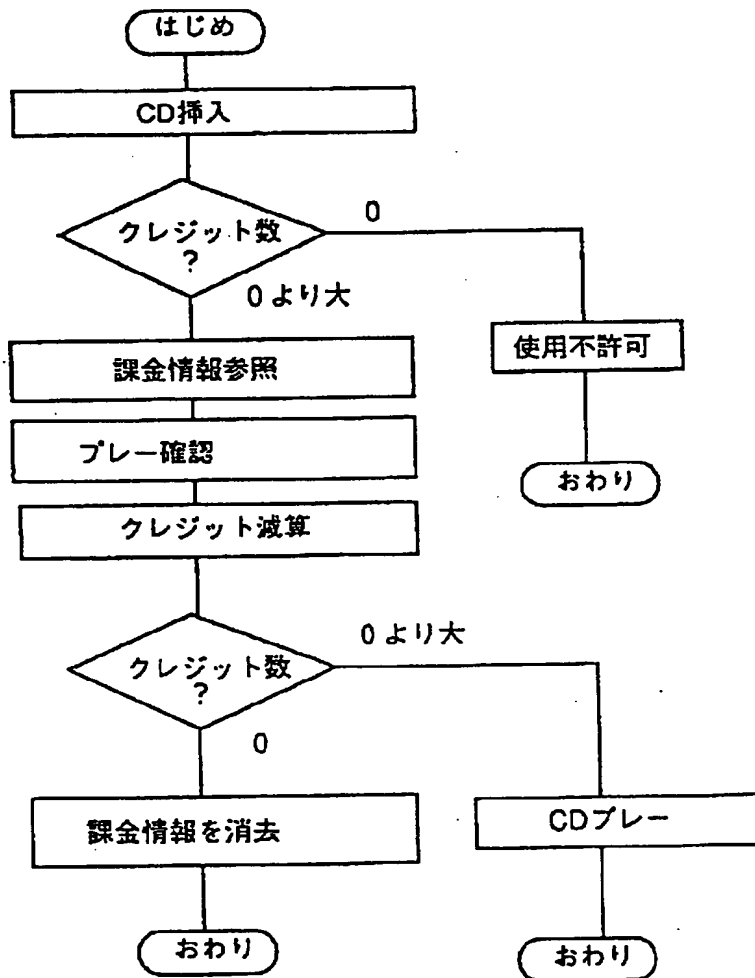 はじめ
CD挿入
クレジット数
?
0
0より大
使用不許可
課金情報参照
プレー確認
おわり
クレジット減算
0より大
クレジット数
?
0
課金情報を消去
CDプレー
おわり
おわり